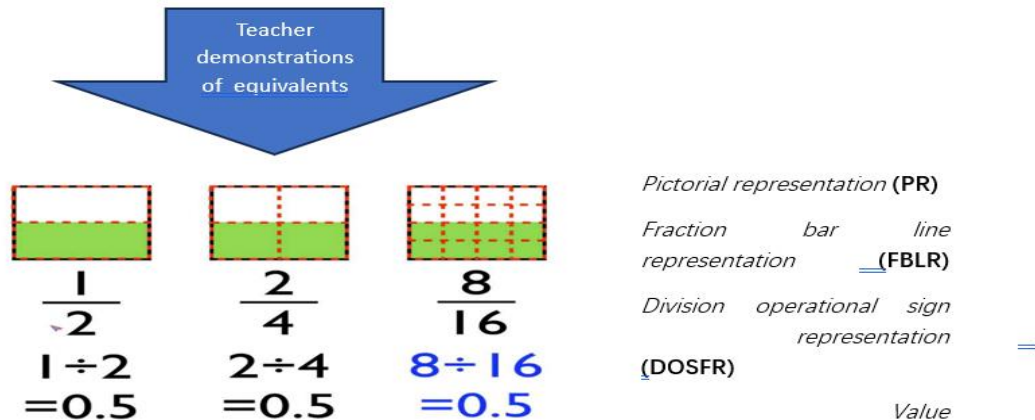 Teacher
demonstrations
of equivalents
1/2 2/4 8/16
1÷2 2÷4 8÷16
=0.5 =0.5 =0.5
Pictorial representation (PR)
Fraction bar line
representation (FBLR)
Division operational sign
representation
(DOSFR)
Value